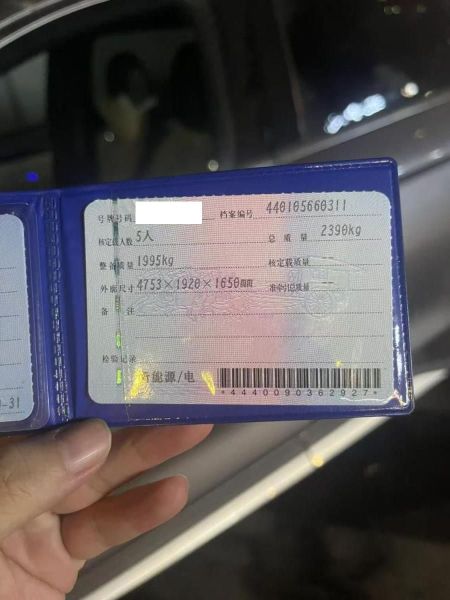 号牌号码 档案编号 440105660311
核定载人数 5人 总质量 2390kg
整备质量 1995kg 核定载质量 --
外廓尺寸 4753×1920×1650mm 准牵引总质量 --
备注
检验记录
新能源/电
*4440090362927*
0-31